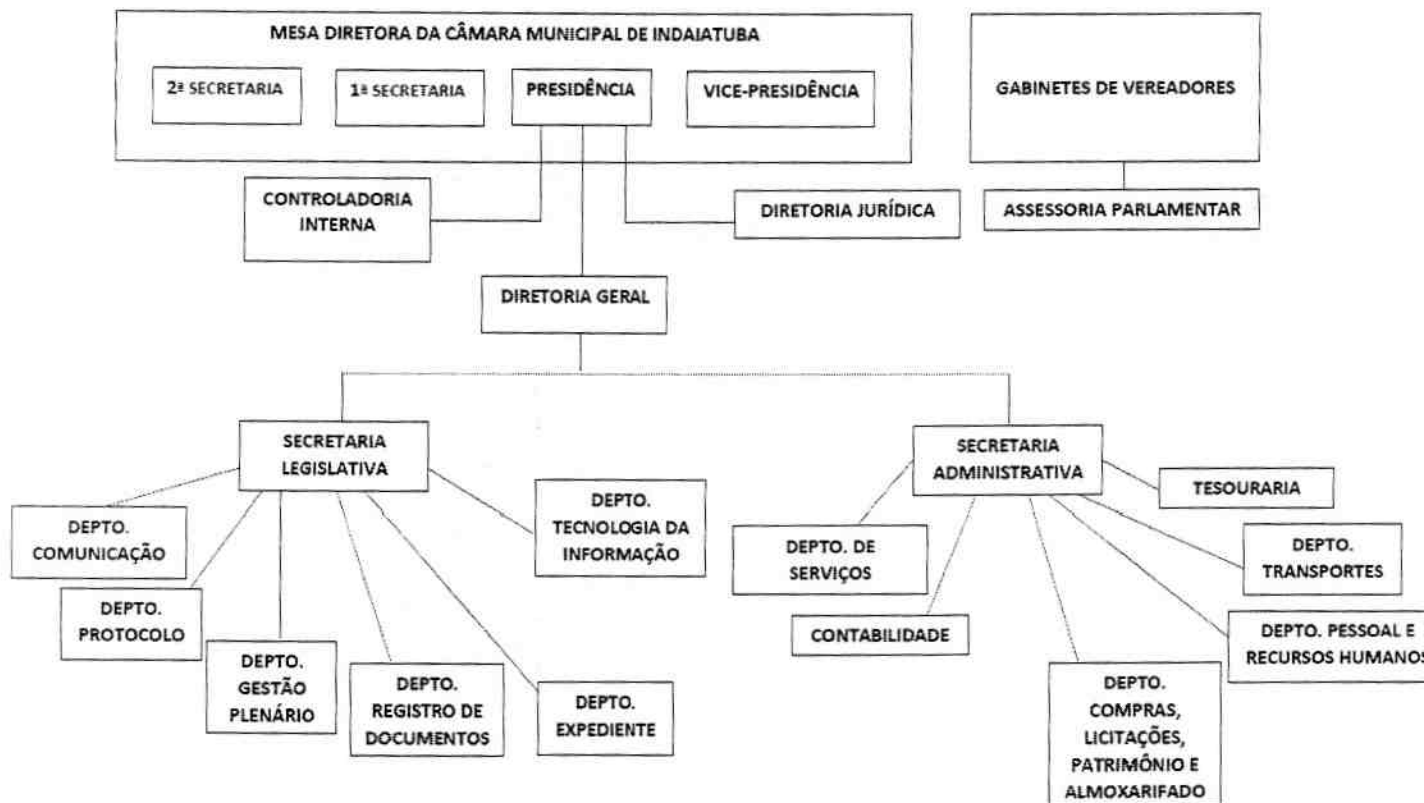 MESA DIRETORA DA CÂMARA MUNICIPAL DE INDAIATUBA
2ª SECRETARIA
1ª SECRETARIA
PRESIDÊNCIA
VICE-PRESIDÊNCIA
GABINETES DE VEREADORES
CONTROLADORIA
INTERNA
DIRETORIA JURÍDICA
ASSESSORIA PARLAMENTAR
DIRETORIA GERAL
SECRETARIA
LEGISLATIVA
SECRETARIA
ADMINISTRATIVA
DEPTO.
COMUNICAÇÃO
DEPTO.
PROTOCOLO
DEPTO.
GESTÃO
PLENÁRIO
DEPTO.
REGISTRO DE
DOCUMENTOS
DEPTO.
EXPEDIENTE
DEPTO.
TECNOLOGIA DA
INFORMAÇÃO
DEPTO. DE
SERVIÇOS
CONTABILIDADE
DEPTO.
COMPRAS,
LICITAÇÕES,
PATRIMÔNIO E
ALMOXARIFADO
DEPTO. PESSOAL E
RECURSOS HUMANOS
DEPTO.
TRANSPORTES
TESOURARIA